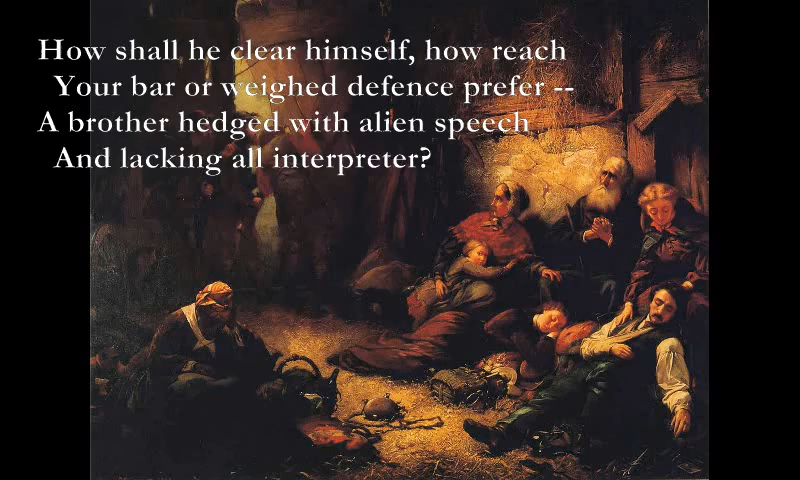 How shall he clear himself, how reach
Your bar or weighed defence prefer --
A brother hedged with alien speech
And lacking all interpreter?